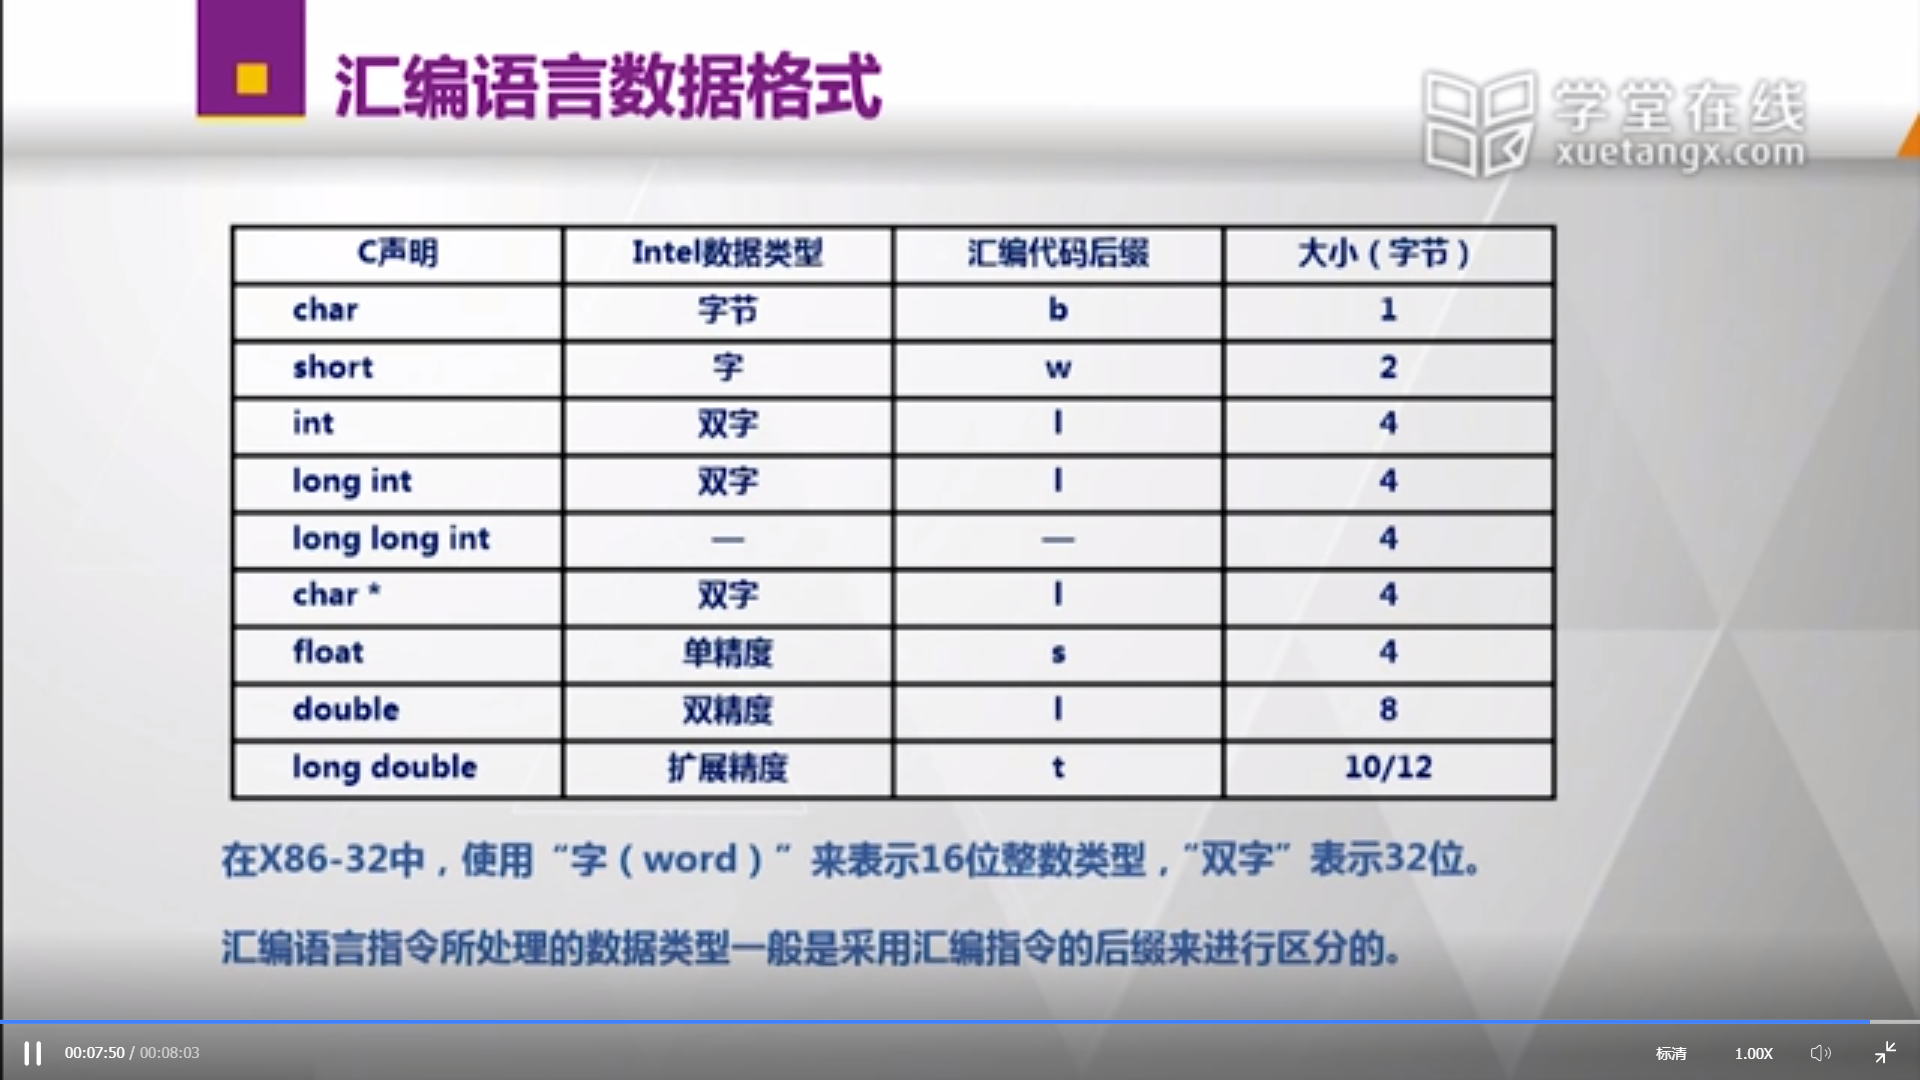 汇编语言数据格式
学堂在线
xuetangx.com
C声明 Intel数据类型 汇编代码后缀 大小（字节）
char 字节 b 1
short 字 w 2
int 双字 l 4
long int 双字 l 4
long long int — — 4
char * 双字 l 4
float 单精度 s 4
double 双精度 l 8
long double 扩展精度 t 10/12
在X86-32中，使用“字（word）”来表示16位整数类型，“双字”表示32位。
汇编语言指令所处理的数据类型一般是采用汇编指令的后缀来进行区分的。
00:07:50 / 00:08:03 标清 1.00X